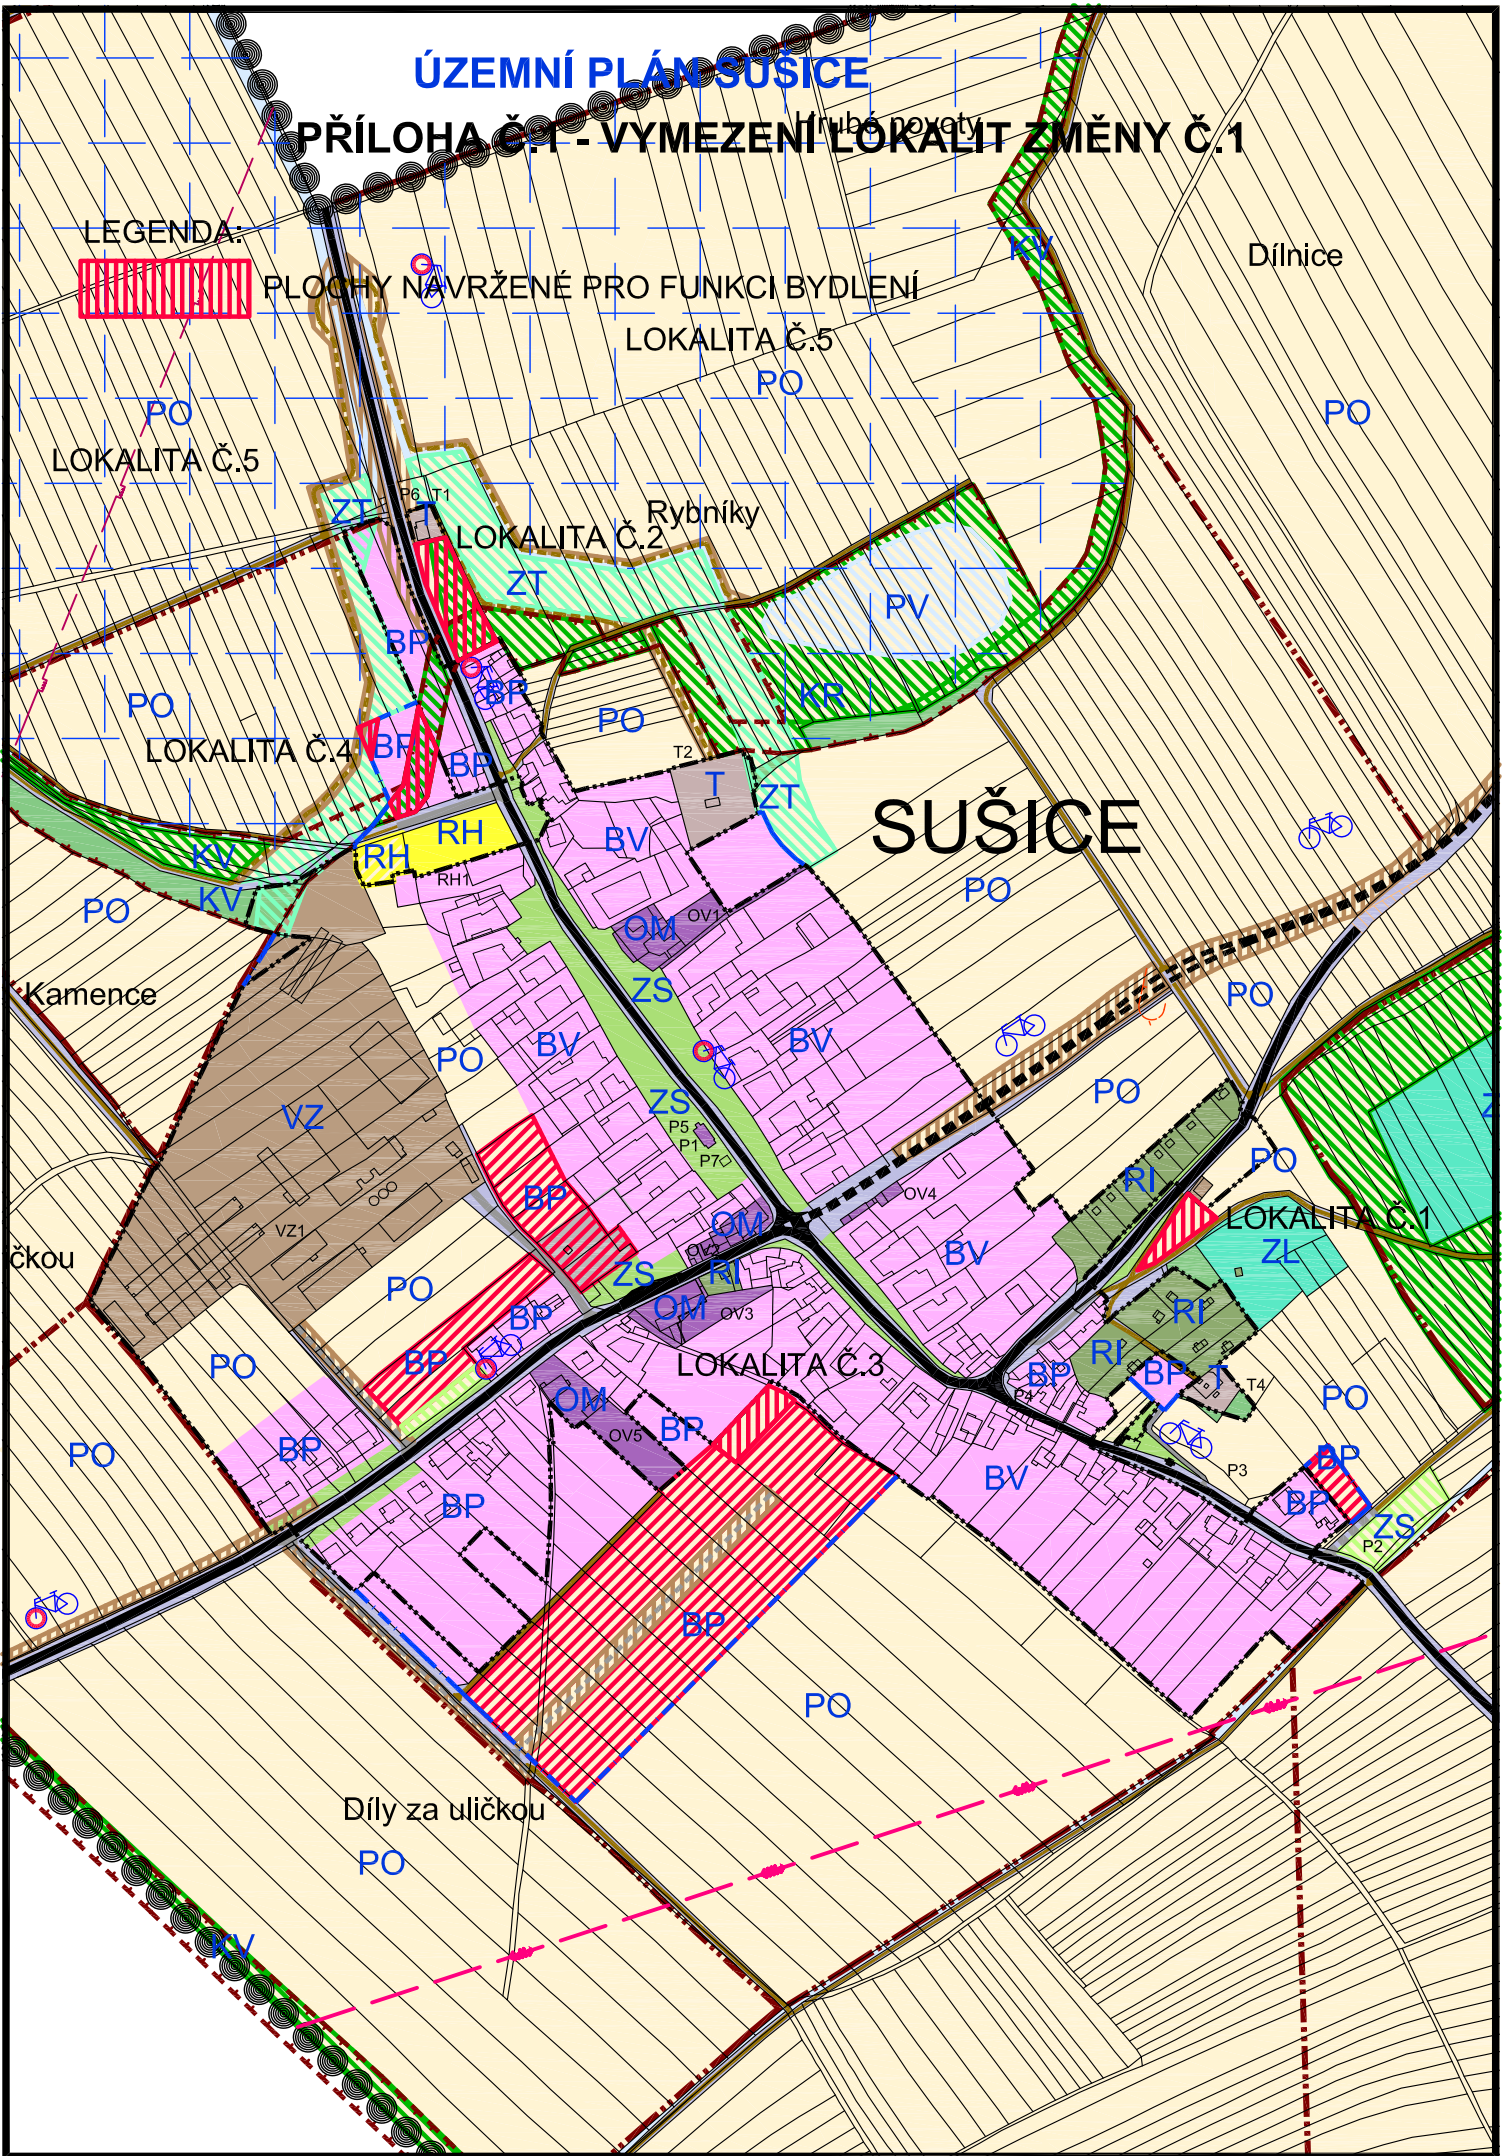 ÚZEMNÍ PLÁN SUŠICE
PŘÍLOHA Č.1 - VYMEZENÍ LOKALIT ZMĚNY Č.1
Hrubé novoty
LEGENDA:
KV
Dílnice
PLOCHY NAVRŽENÉ PRO FUNKCI BYDLENÍ
LOKALITA Č.5
PO
PO
PO
LOKALITA Č.5
P6 T1
ZT
T
Rybníky
LOKALITA Č.2
ZT
PV
BP
BP
KR
PO
PO
LOKALITA Č.4
BP
BP
T2
T
ZT
SUŠICE
RH
BV
RH
KV
RH1
PO
KV
PO
OV1
OM
ZS
Kamence
PO
BV
BV
PO
PO
VZ
ZS
P5
P1
P7
PO
RI
BP
OV4
VZ1
OM
LOKALITA Č.1
OV2
BV
ZL
čkou
ZS
RI
PO
OM
OV3
BP
RI
PO
BP
LOKALITA Č.3
RI
BP
BP
T
T4
P4
PO
OM
BP
OV5
BP
PO
BP
P3
BV
BP
BP
ZS
P2
BP
PO
Díly za uličkou
PO
KV